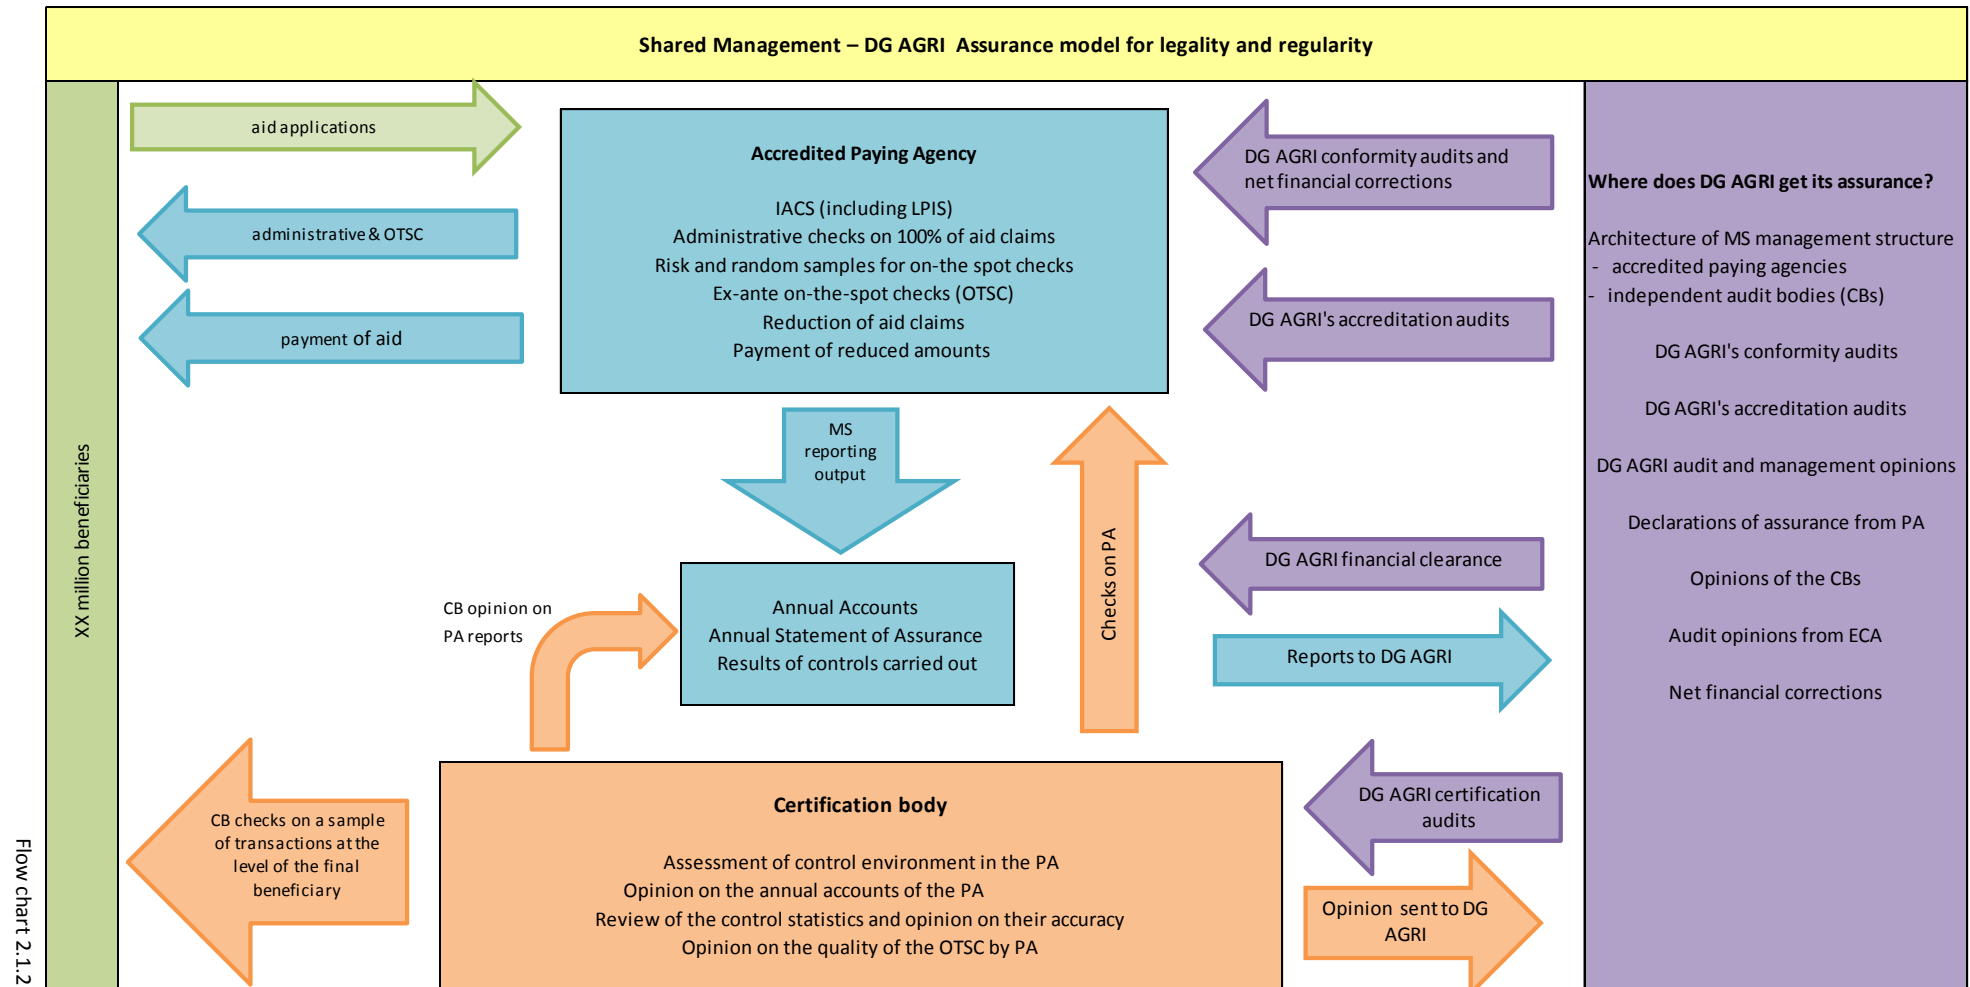 Shared Management – DG AGRI Assurance model for legality and regularity
XX million beneficiaries
aid applications
administrative & OTSC
payment of aid
Accredited Paying Agency
IACS (including LPIS)
Administrative checks on 100% of aid claims
Risk and random samples for on-the spot checks
Ex-ante on-the-spot checks (OTSC)
Reduction of aid claims
Payment of reduced amounts
DG AGRI conformity audits and
net financial corrections
DG AGRI's accreditation audits
MS
reporting
output
Checks on PA
CB opinion on
PA reports
Annual Accounts
Annual Statement of Assurance
Results of controls carried out
DG AGRI financial clearance
Reports to DG AGRI
CB checks on a sample
of transactions at the
level of the final
beneficiary
Certification body
Assessment of control environment in the PA
Opinion on the annual accounts of the PA
Review of the control statistics and opinion on their accuracy
Opinion on the quality of the OTSC by PA
DG AGRI certification
audits
Opinion sent to DG
AGRI
Where does DG AGRI get its assurance?
Architecture of MS management structure
- accredited paying agencies
- independent audit bodies (CBs)
DG AGRI's conformity audits
DG AGRI's accreditation audits
DG AGRI audit and management opinions
Declarations of assurance from PA
Opinions of the CBs
Audit opinions from ECA
Net financial corrections
Flow chart 2.1.2